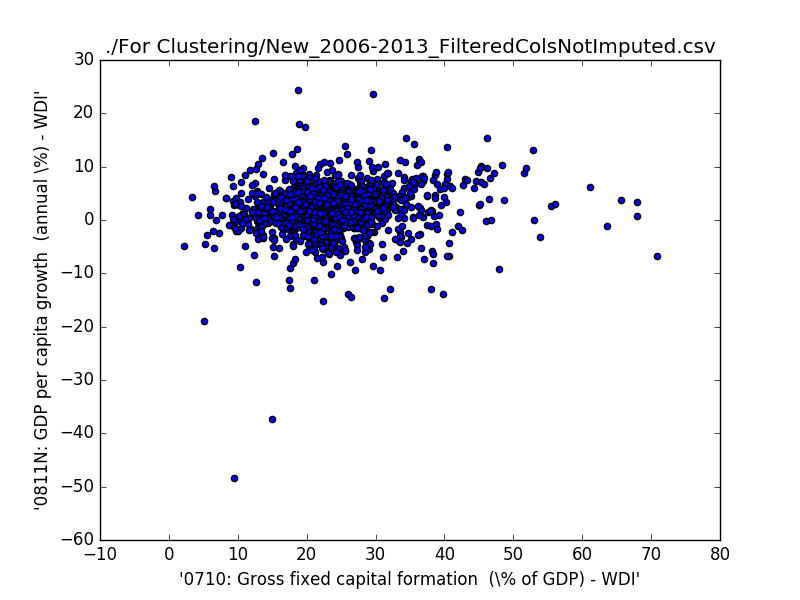 ./For Clustering/New_2006-2013_FilteredColsNotImputed.csv
30
20
10
0
−10
−20
−30
−40
−50
−60
'0811N: GDP per capita growth  (annual \%) - WDI'
−10 0 10 20 30 40 50 60 70 80
'0710: Gross fixed capital formation  (\% of GDP) - WDI'